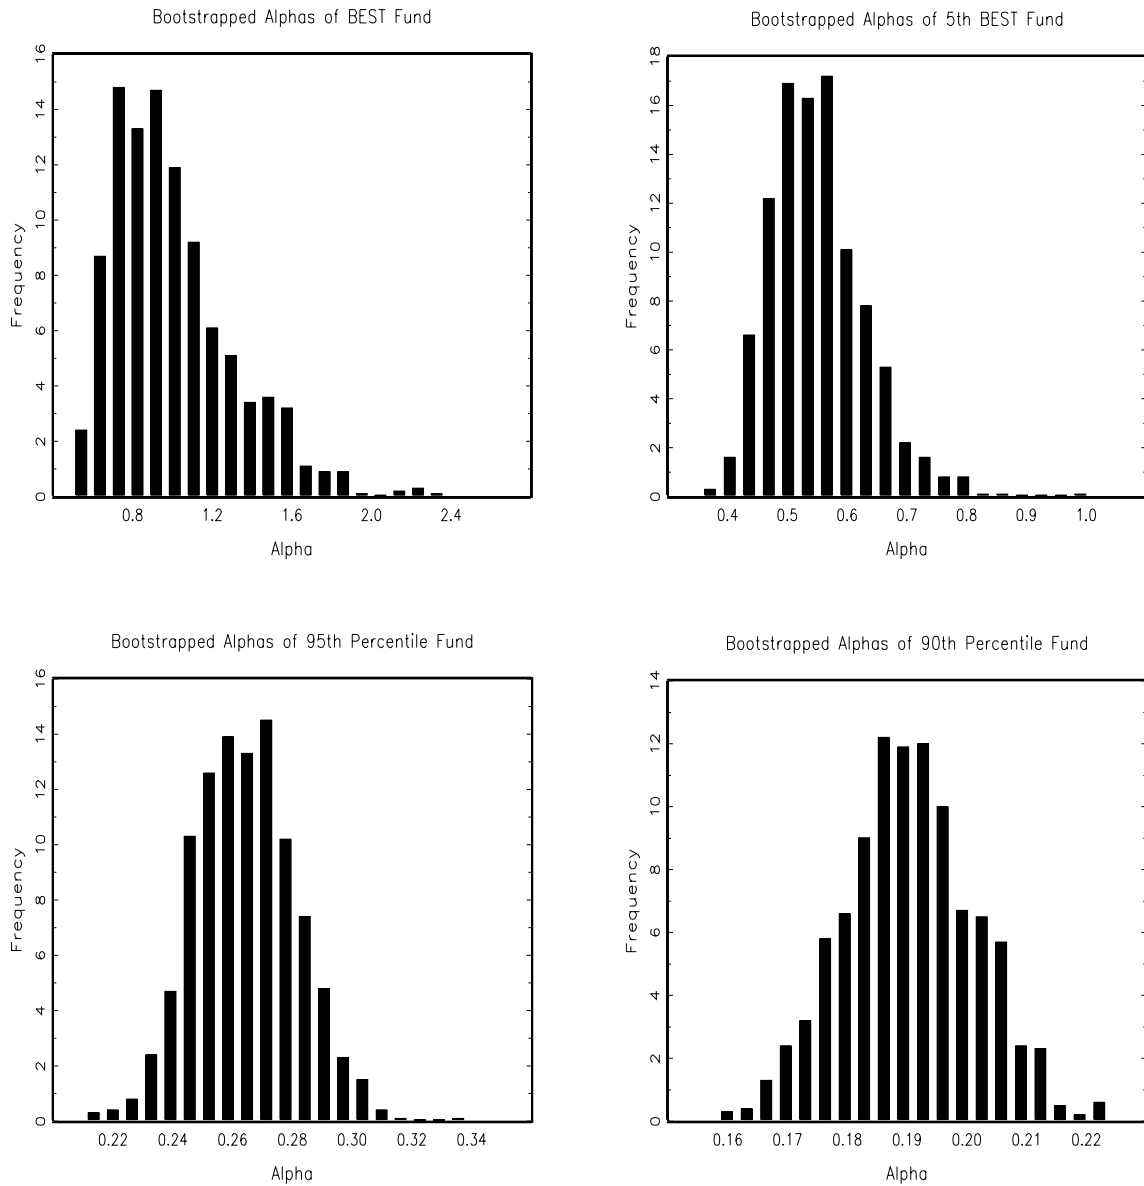 Bootstrapped Alphas of BEST Fund
16
14
12
10
8
6
4
2
0
Frequency
0.8 1.2 1.6 2.0 2.4
Alpha
Bootstrapped Alphas of 5th BEST Fund
18
16
14
12
10
8
6
4
2
0
Frequency
0.4 0.5 0.6 0.7 0.8 0.9 1.0
Alpha
Bootstrapped Alphas of 95th Percentile Fund
16
14
12
10
8
6
4
2
0
Frequency
0.22 0.24 0.26 0.28 0.30 0.32 0.34
Alpha
Bootstrapped Alphas of 90th Percentile Fund
14
12
10
8
6
4
2
0
Frequency
0.16 0.17 0.18 0.19 0.20 0.21 0.22
Alpha